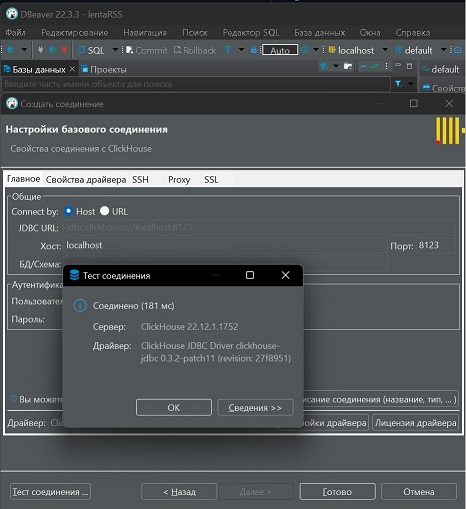 DBeaver 22.3.3 - lentaRSS
Файл Редактирование Навигация Поиск Редактор SQL База данных Окна Справка
SQL Commit Rollback Auto localhost default
Базы данных Проекты default
Введите часть имени объекта для поиска Свойств
Создать соединение
Настройки базового соединения
Свойства соединения с ClickHouse
Главное Свойства драйвера SSH Proxy SSL
Общие
Connect by: Host URL
JDBC URL: jdbc:clickhouse://localhost:8123
Хост: localhost Порт: 8123
БД/Схема:
Аутентифика
Пользовател
Пароль:
Тест соединения
Соединено (181 мс)
Сервер: ClickHouse 22.12.1.1752
Драйвер: ClickHouse JDBC Driver clickhouse-
jdbc 0.3.2-patch11 (revision: 27f8951)
ОК Сведения >>
Вы можете исание соединения (название, тип, ... )
Драйвер: Cli ойки драйвера Лицензия драйвера
Тест соединения ... < Назад Далее > Готово Отмена